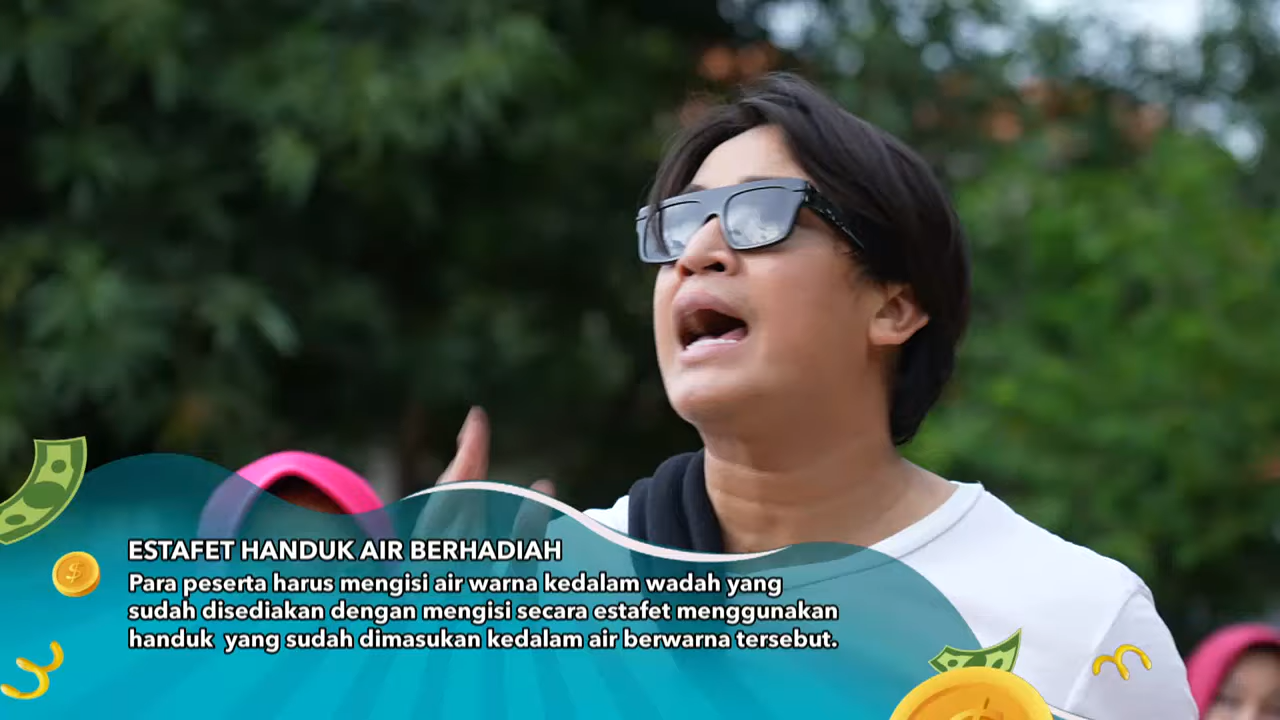 ESTAFET HANDUK AIR BERHADIAH
Para peserta harus mengisi air warna kedalam wadah yang
sudah disediakan dengan mengisi secara estafet menggunakan
handuk  yang sudah dimasukan kedalam air berwarna tersebut.